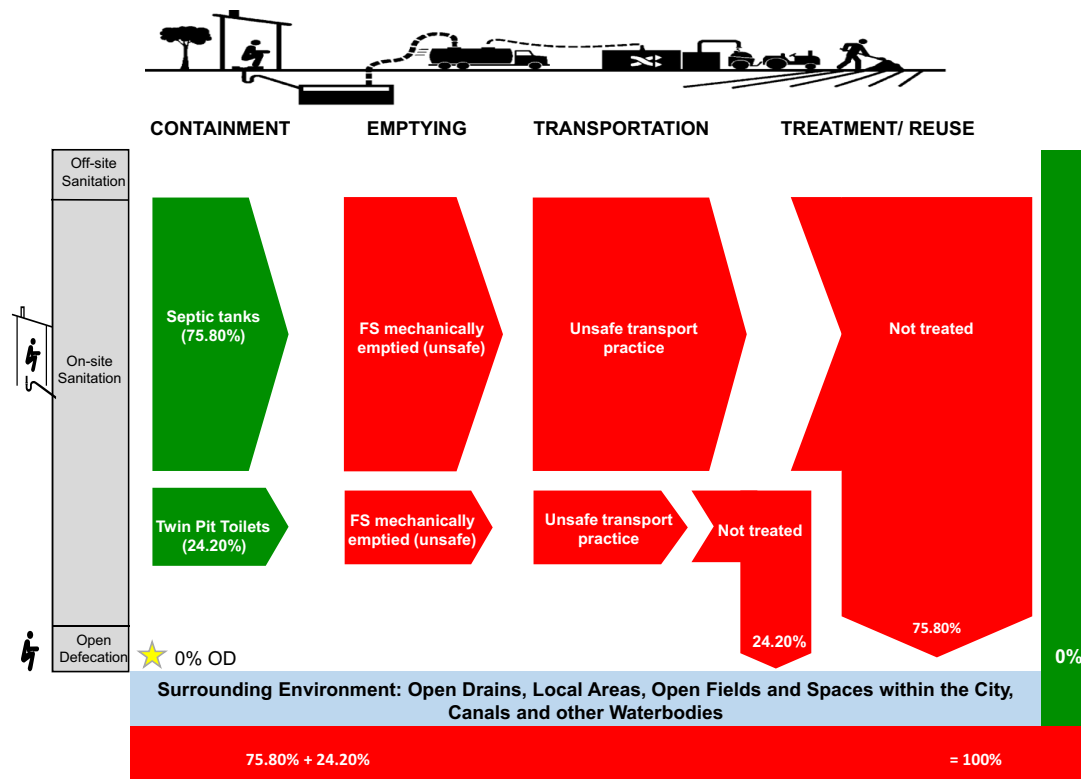 CONTAINMENT
EMPTYING
TRANSPORTATION
TREATMENT/ REUSE
Off-site
Sanitation
On-site
Sanitation
Open
Defecation
Septic tanks
(75.80%)
FS mechanically
emptied (unsafe)
Unsafe transport
practice
Not treated
Twin Pit Toilets
(24.20%)
FS mechanically
emptied (unsafe)
Unsafe transport
practice
Not treated
24.20%
75.80%
0%
0% OD
Surrounding Environment: Open Drains, Local Areas, Open Fields and Spaces within the City,
Canals and other Waterbodies
75.80% + 24.20%
= 100%